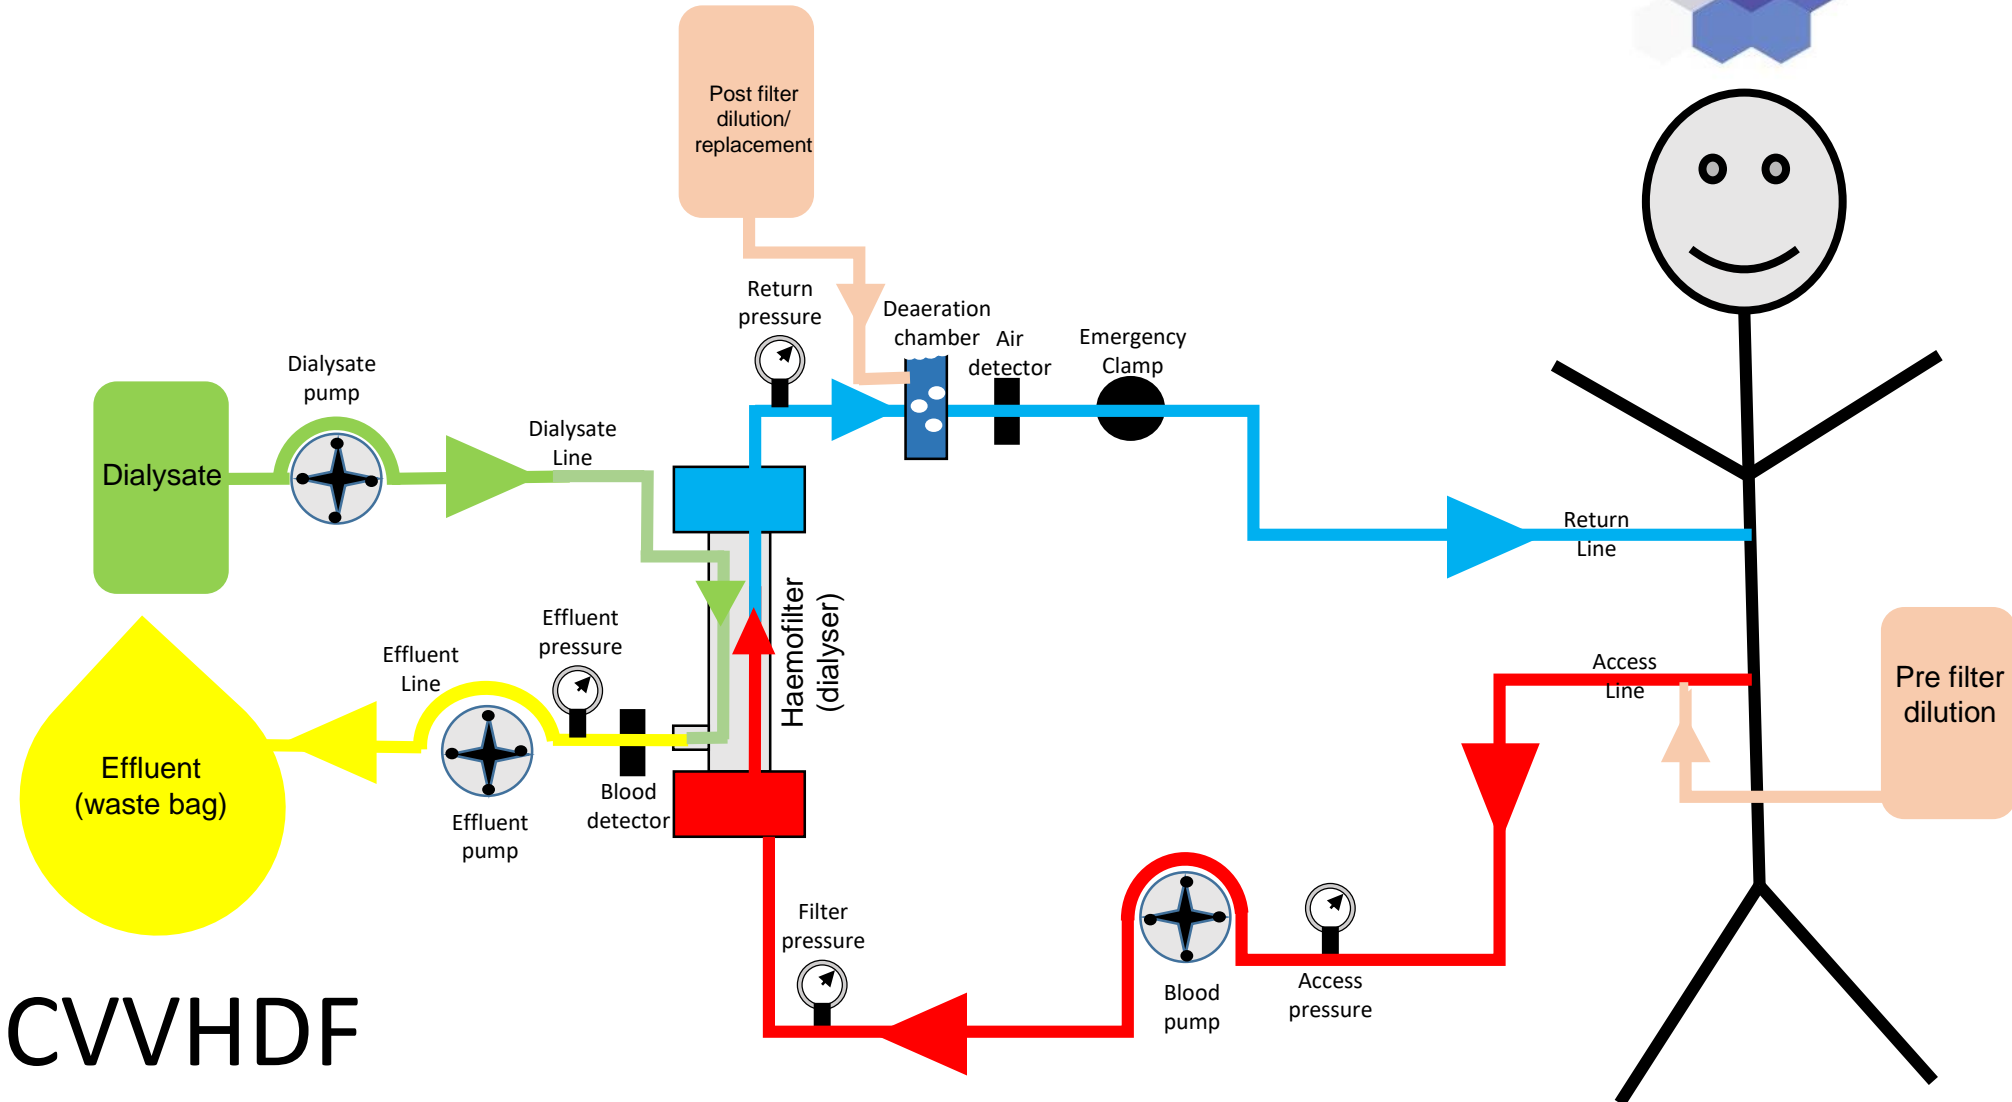 Post filter
dilution/
replacement
Return
pressure
Deaeration
chamber
Air
detector
Emergency
Clamp
Dialysate
pump
Dialysate
Line
Dialysate
Return
Line
Haemofilter
(dialyser)
Effluent
pressure
Effluent
Line
Access
Line
Pre filter
dilution
Effluent
(waste bag)
Blood
detector
Effluent
pump
Filter
pressure
Blood
pump
Access
pressure
CVVHDF